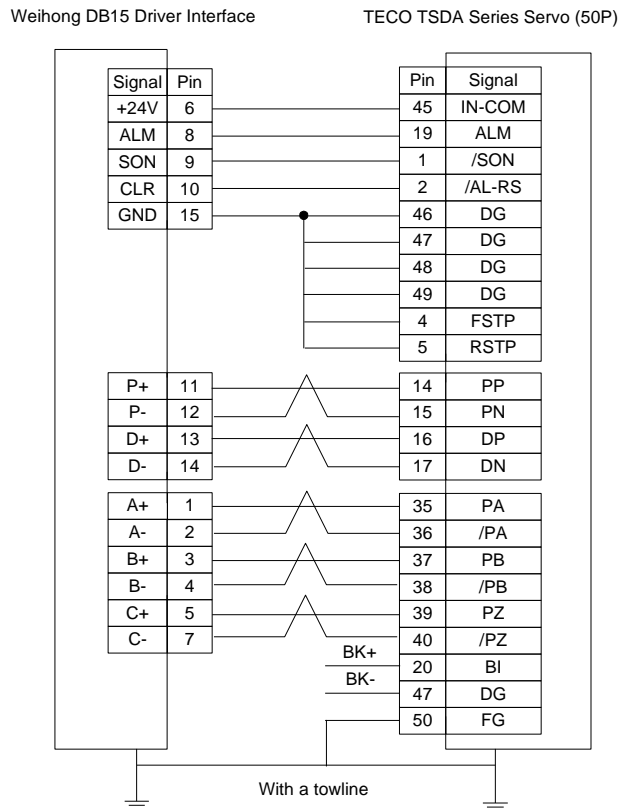 Weihong DB15 Driver Interface TECO TSDA Series Servo (50P)
Signal Pin Pin Signal
+24V 6 45 IN-COM
ALM 8 19 ALM
SON 9 1 /SON
CLR 10 2 /AL-RS
GND 15 46 DG
47 DG
48 DG
49 DG
4 FSTP
5 RSTP
P+ 11 14 PP
P- 12 15 PN
D+ 13 16 DP
D- 14 17 DN
A+ 1 35 PA
A- 2 36 /PA
B+ 3 37 PB
B- 4 38 /PB
C+ 5 39 PZ
C- 7 40 /PZ
BK+ 20 BI
BK- 47 DG
50 FG
With a towline